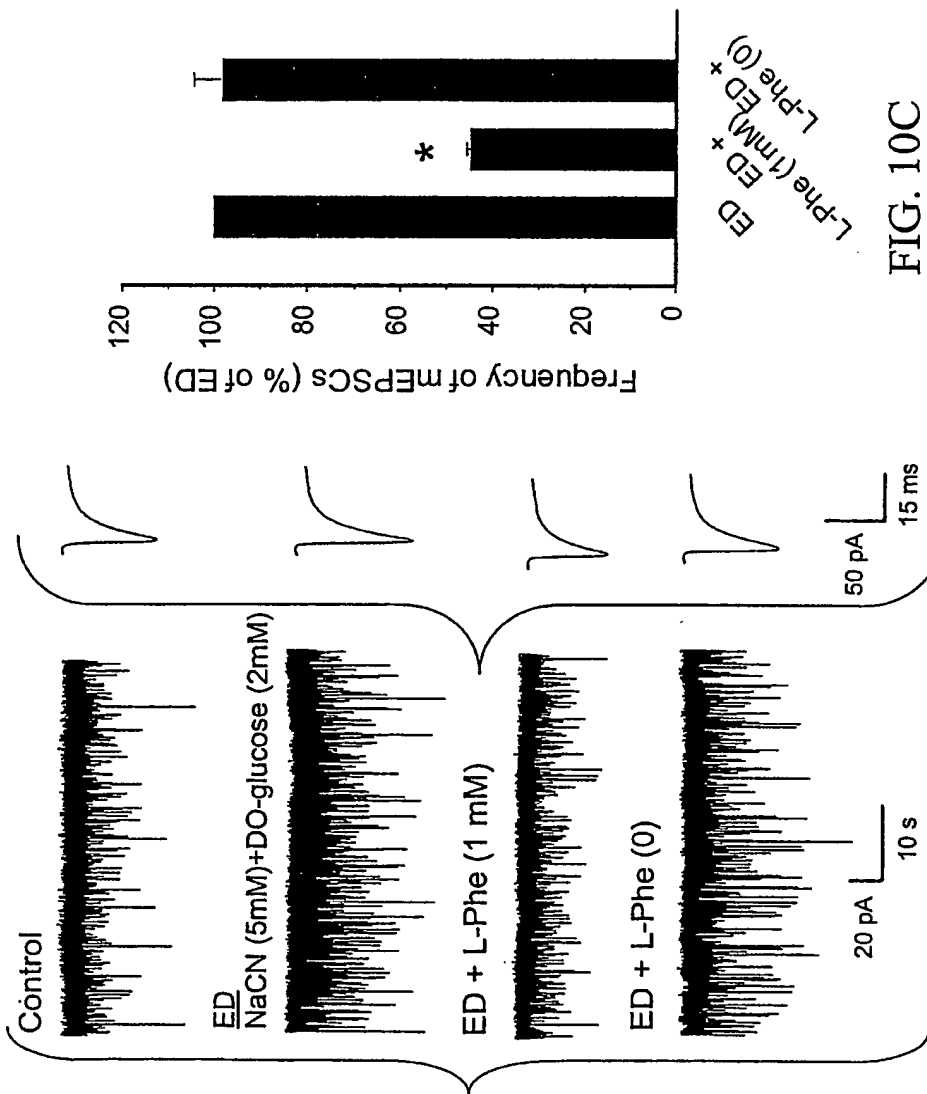 Control
ED
NaCN (5mM)+DO-glucose (2mM)
ED + L-Phe (1 mM)
ED + L-Phe (0)
20 pA
10 s
50 pA
15 ms
Frequency of mEPSCs (% of ED)
120
100
80
60
40
20
0
*
ED
ED +
L-Phe (1mM)
ED +
L-Phe (0)
FIG. 10C